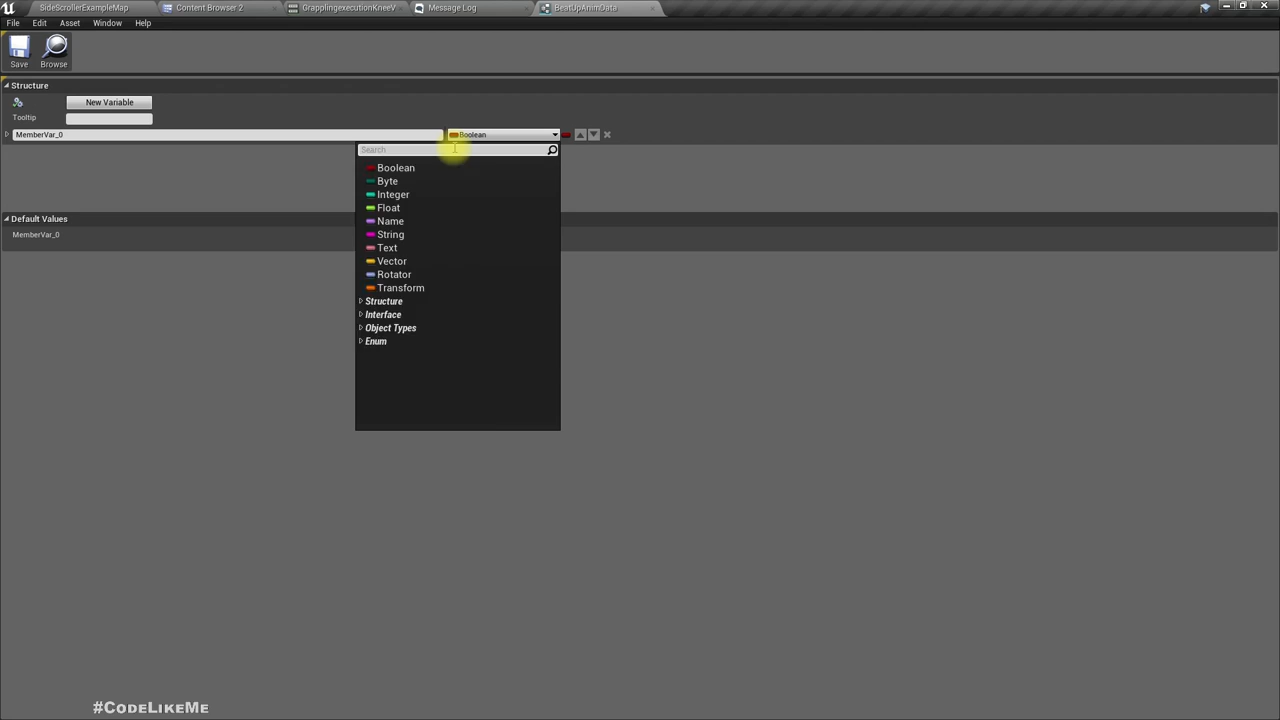 SideScrollerExampleMap
Content Browser 2
GrapplingexecutionKneeV
Message Log
BeatUpAnimData
File Edit Asset Window Help
Save
Browse
Structure
New Variable
Tooltip
MemberVar_0
Boolean
Search
Boolean
Byte
Integer
Float
Name
String
Text
Vector
Rotator
Transform
Structure
Interface
Object Types
Enum
Default Values
MemberVar_0
#CodeLikeMe